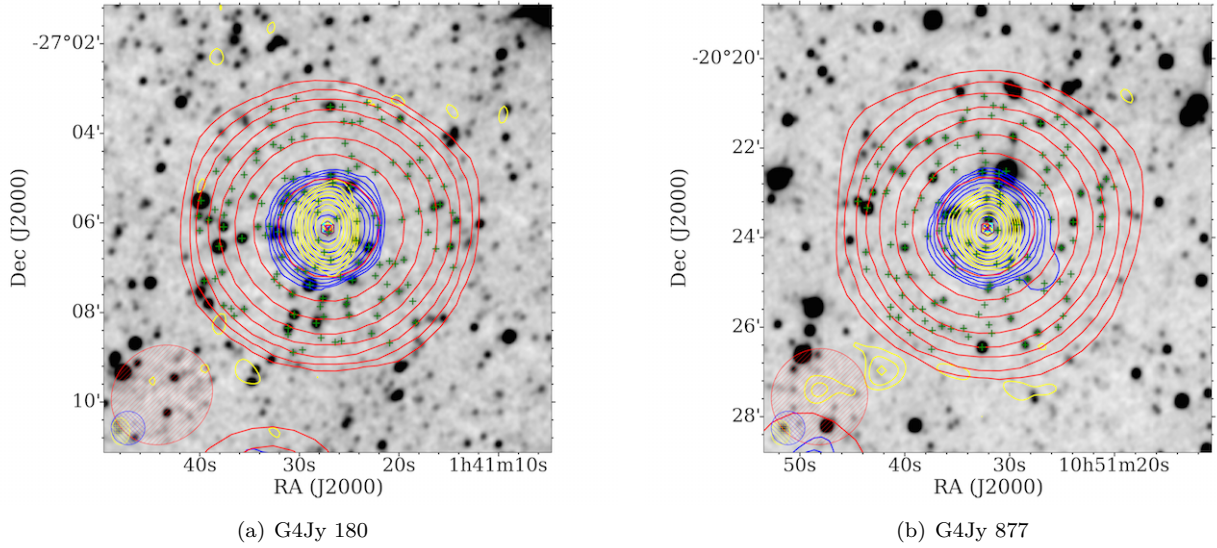 -27°02'
04'
06'
08'
10'
Dec (J2000)
40s 30s 20s 1h41m10s
RA (J2000)
(a) G4Jy 180
-20°20'
22'
24'
26'
28'
Dec (J2000)
50s 40s 30s 10h51m20s
RA (J2000)
(b) G4Jy 877